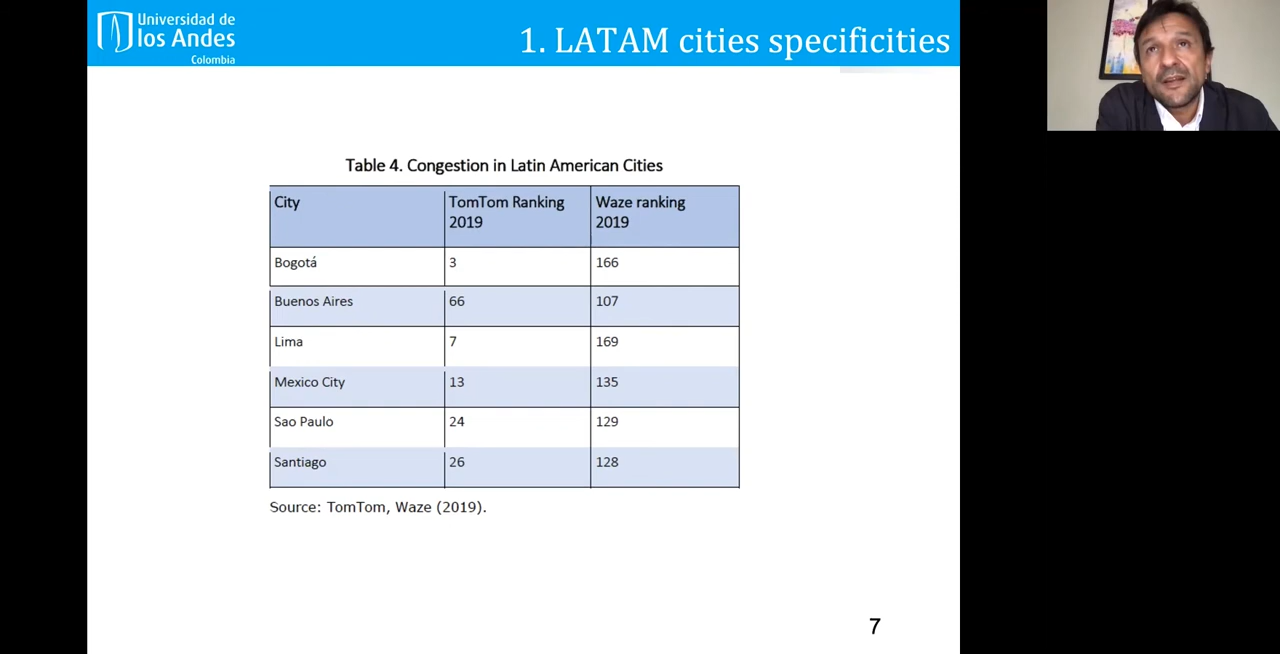 Universidad de
los Andes
Colombia
1. LATAM cities specificities
Table 4. Congestion in Latin American Cities
City TomTom Ranking 2019 Waze ranking 2019
Bogotá 3 166
Buenos Aires 66 107
Lima 7 169
Mexico City 13 135
Sao Paulo 24 129
Santiago 26 128
Source: TomTom, Waze (2019).
7